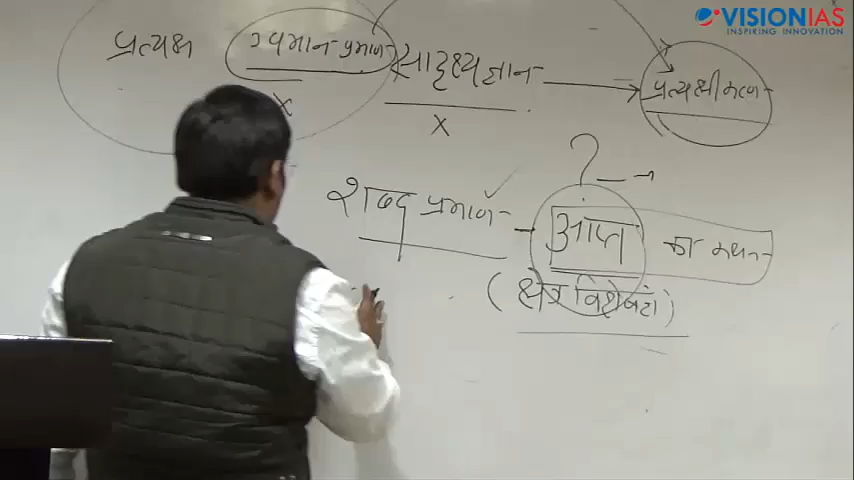 VISIONIAS
INSPIRING INNOVATION
प्रत्यक्ष उपमान प्रमाण सादृश्य ज्ञान → प्रत्यक्षीकरण
x x
?
शब्द प्रमाण ✓ - आप्त का कथन
(क्षेत्र विशेषज्ञ)